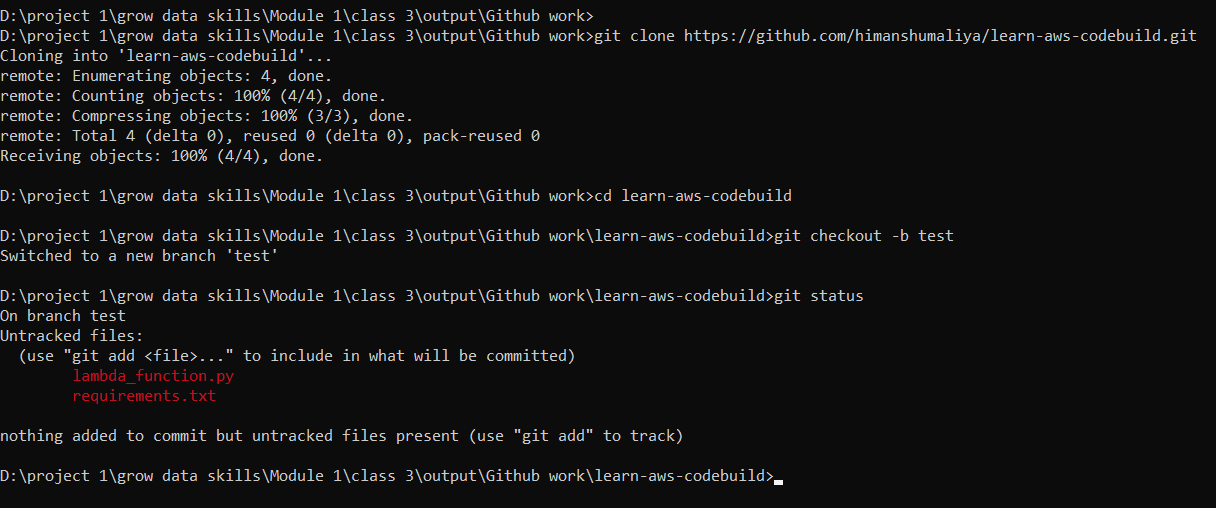 D:\project 1\grow data skills\Module 1\class 3\output\Github work>
D:\project 1\grow data skills\Module 1\class 3\output\Github work>git clone https://github.com/himanshumaliya/learn-aws-codebuild.git
Cloning into 'learn-aws-codebuild'...
remote: Enumerating objects: 4, done.
remote: Counting objects: 100% (4/4), done.
remote: Compressing objects: 100% (3/3), done.
remote: Total 4 (delta 0), reused 0 (delta 0), pack-reused 0
Receiving objects: 100% (4/4), done.
D:\project 1\grow data skills\Module 1\class 3\output\Github work>cd learn-aws-codebuild
D:\project 1\grow data skills\Module 1\class 3\output\Github work\learn-aws-codebuild>git checkout -b test
Switched to a new branch 'test'
D:\project 1\grow data skills\Module 1\class 3\output\Github work\learn-aws-codebuild>git status
On branch test
Untracked files:
  (use "git add <file>..." to include in what will be committed)
        lambda_function.py
        requirements.txt
nothing added to commit but untracked files present (use "git add" to track)
D:\project 1\grow data skills\Module 1\class 3\output\Github work\learn-aws-codebuild>